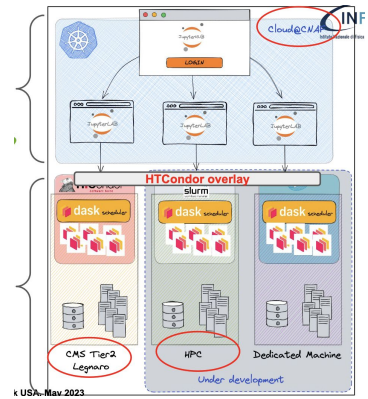 INF
Cloud@CNAF
JupyterLAB
LOGIN
JupyterLAB
JupyterLAB
JupyterLAB
HTCondor
HTCondor overlay
slurm
dask scheduler
dask scheduler
dask scheduler
CMS Tier2
Legnaro
HPC
Dedicated Machine
Under development
k USA, May 2023